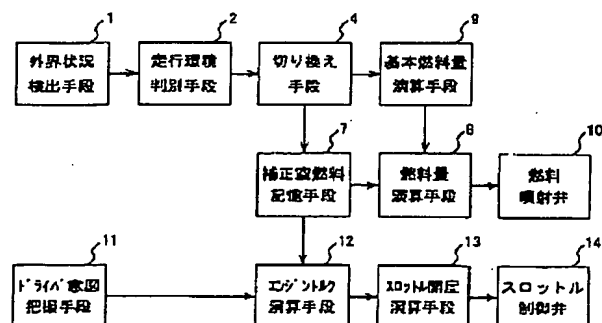 1
2
4
9
外界状況
検出手段
走行環境
判別手段
切り換え
手段
基本燃料量
演算手段
7
8
10
補正空燃料
記憶手段
燃料量
演算手段
燃料
噴射弁
11
12
13
14
ドライバ意図
把握手段
エンジントルク
演算手段
スロットル開度
演算手段
スロットル
制御弁